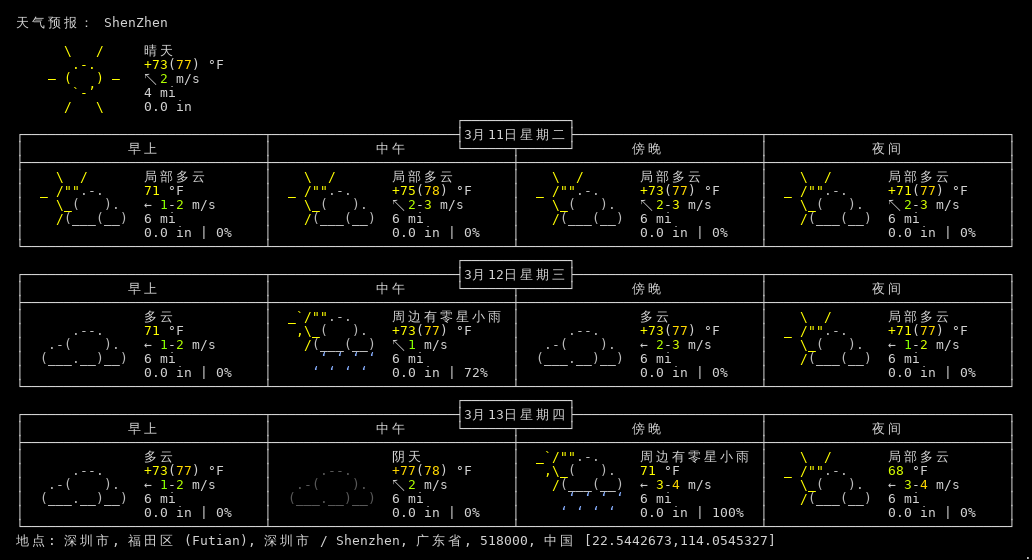 天气预报： ShenZhen
晴天
+73(77) °F
↖2 m/s
4 mi
0.0 in
3月11日星期二
早上 中午 傍晚 夜间
局部多云 局部多云 局部多云 局部多云
71 °F +75(78) °F +73(77) °F +71(77) °F
← 1-2 m/s ↖2-3 m/s ↖2-3 m/s ↖2-3 m/s
6 mi 6 mi 6 mi 6 mi
0.0 in | 0% 0.0 in | 0% 0.0 in | 0% 0.0 in | 0%
3月12日星期三
早上 中午 傍晚 夜间
多云 周边有零星小雨 多云 局部多云
71 °F +73(77) °F +73(77) °F +71(77) °F
← 1-2 m/s ↖1 m/s ← 2-3 m/s ← 1-2 m/s
6 mi 6 mi 6 mi 6 mi
0.0 in | 0% 0.0 in | 72% 0.0 in | 0% 0.0 in | 0%
3月13日星期四
早上 中午 傍晚 夜间
多云 阴天 周边有零星小雨 局部多云
+73(77) °F +77(78) °F 71 °F 68 °F
← 1-2 m/s ↖2 m/s ← 3-4 m/s ← 3-4 m/s
6 mi 6 mi 6 mi 6 mi
0.0 in | 0% 0.0 in | 0% 0.0 in | 100% 0.0 in | 0%
地点: 深圳市, 福田区 (Futian), 深圳市 / Shenzhen, 广东省, 518000, 中国 [22.5442673,114.0545327]